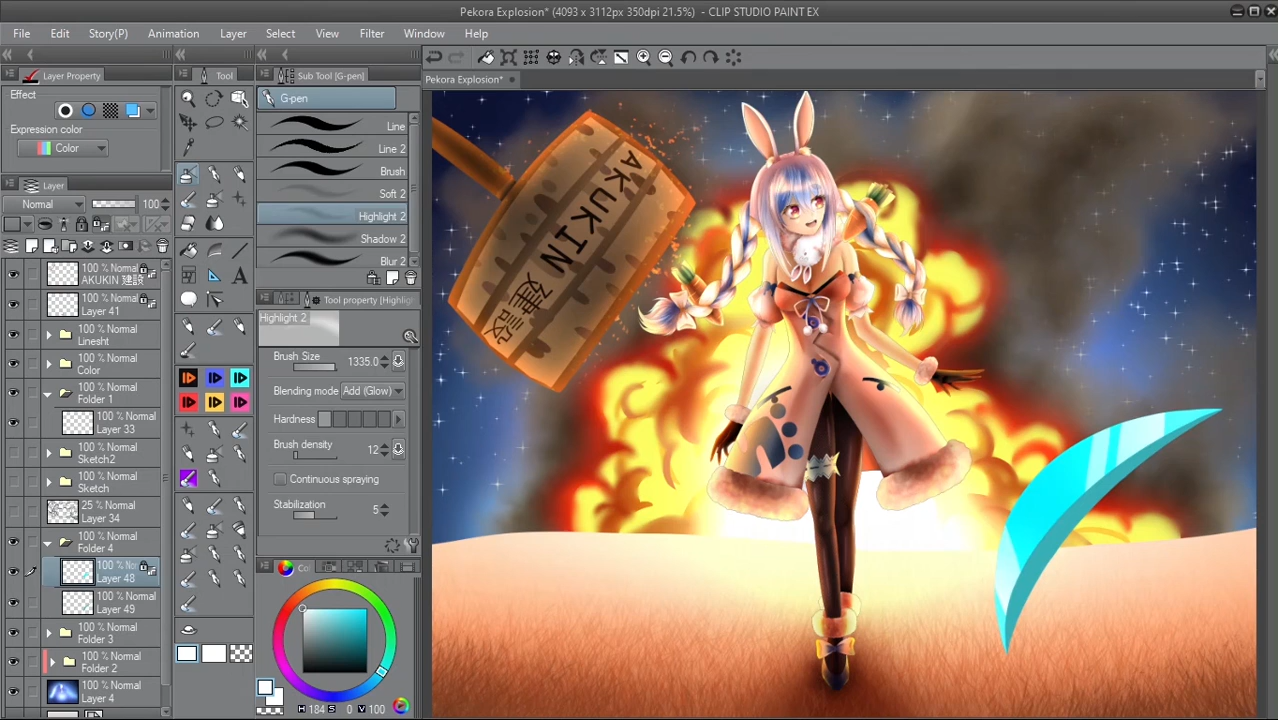 Pekora Explosion* (4093 x 3112px 350dpi 21.5%) - CLIP STUDIO PAINT EX
File Edit Story(P) Animation Layer Select View Filter Window Help
Layer Property
Tool
Sub Tool [G-pen]
Pekora Explosion*
Effect
Expression color
Color
G-pen
Line
Line 2
Brush
Soft 2
Highlight 2
Shadow 2
Blur 2
Layer
Normal
100
100 % Normal
AKUKIN 建設
100 % Normal
Layer 41
100 % Normal
Linesht
100 % Normal
Color
100 % Normal
Folder 1
100 % Normal
Layer 33
100 % Normal
Sketch2
100 % Normal
Sketch
25 % Normal
Layer 34
100 % Normal
Folder 4
100 % Nor
Layer 48
100 % Normal
Layer 49
100 % Normal
Folder 3
100 % Normal
Folder 2
100 % Normal
Layer 4
Tool property [Highlight
Highlight 2
Brush Size
1335.0
Blending mode
Add (Glow)
Hardness
Brush density
12
Continuous spraying
Stabilization
5
Co
H 184 S 0 V 100
AKUKIN 建設